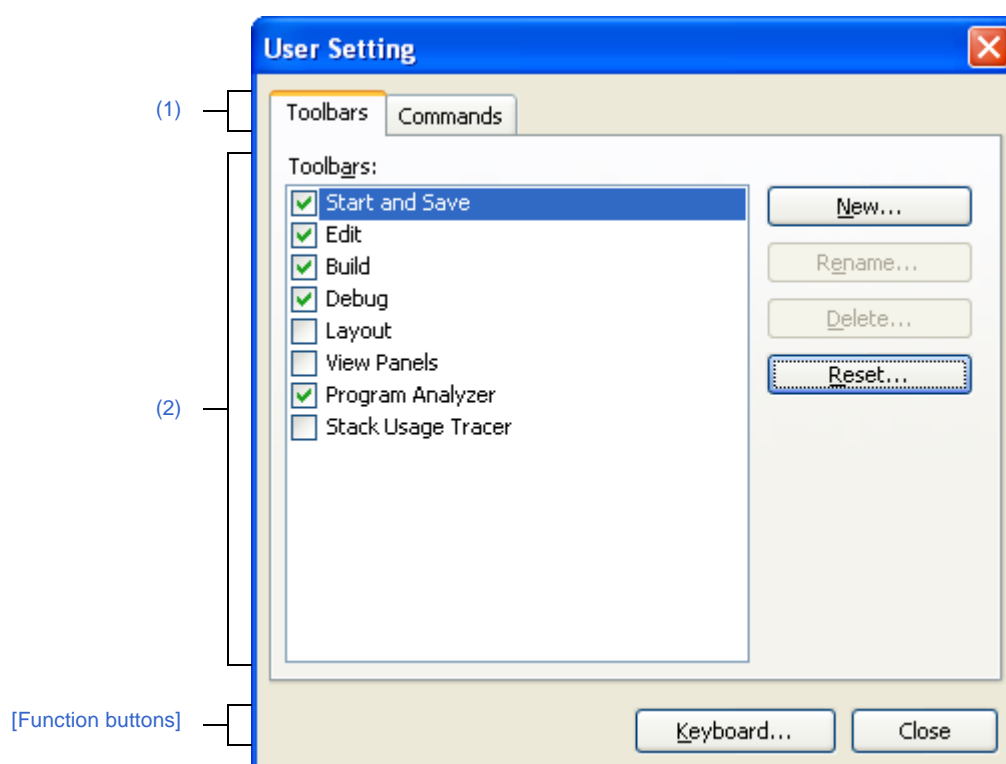 User Setting
(1)
Toolbars
Commands
Toolbars:
Start and Save
Edit
Build
Debug
Layout
View Panels
Program Analyzer
Stack Usage Tracer
New...
Rename...
Delete...
Reset...
(2)
[Function buttons]
Keyboard...
Close